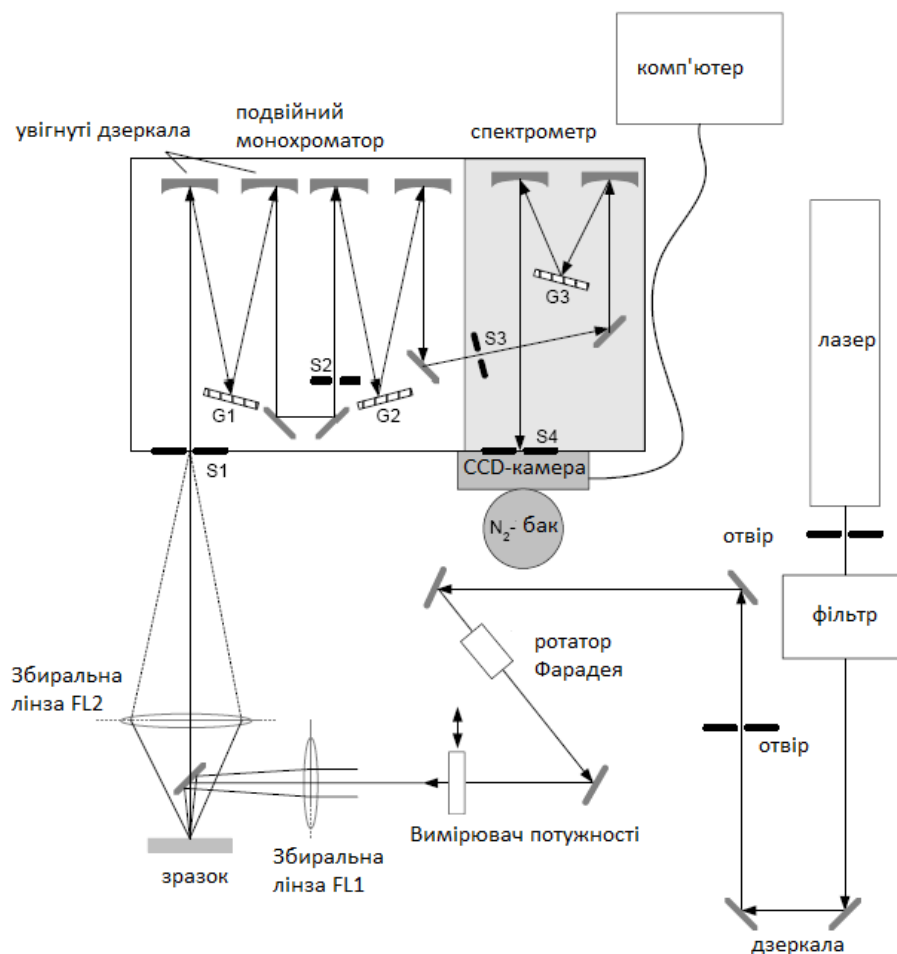 комп'ютер
подвійний
монохроматор
увігнуті дзеркала
спектрометр
G3
S3
лазер
S2
G1
G2
S1
S4
CCD-камера
N2- бак
отвір
фільтр
ротатор
Фарадея
Збиральна
лінза FL2
отвір
Вимірювач потужності
Збиральна
лінза FL1
зразок
дзеркала